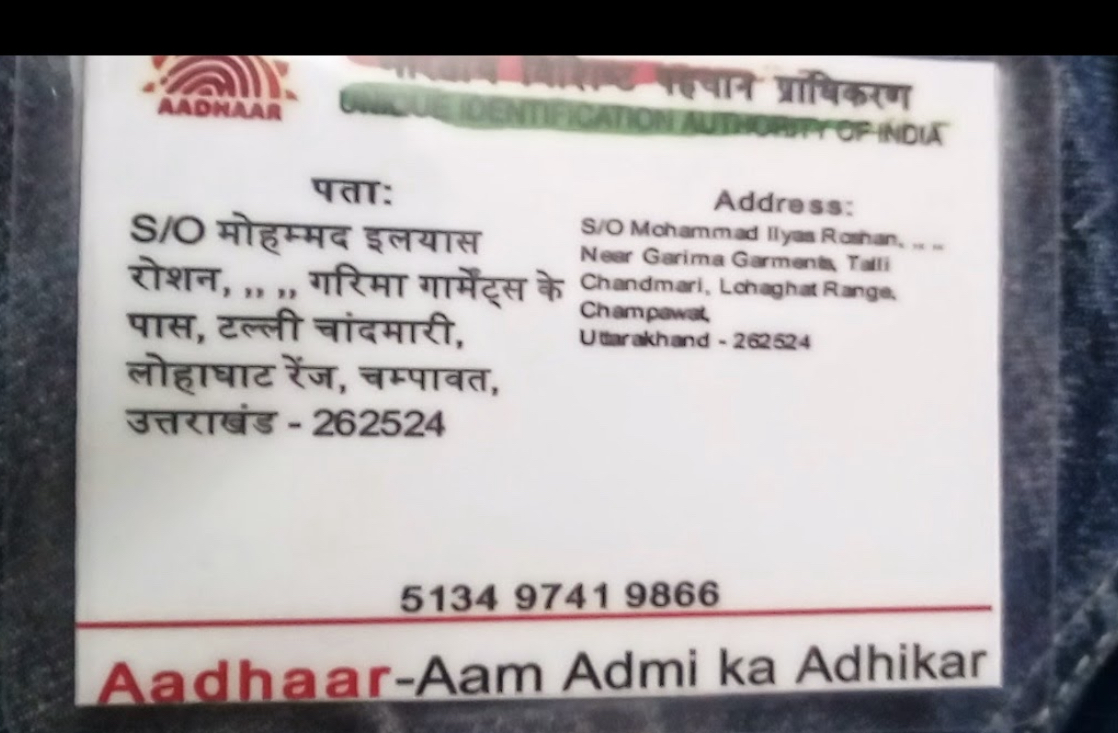 पहचान प्राधिकरण
AADHAAR
UNIQUE IDENTIFICATION AUTHORITY OF INDIA
पता:
S/O मोहम्मद इलयास
रोशन, ,, ,, गरिमा गार्मेंट्स के
पास, टल्ली चांदमारी,
लोहाघाट रेंज, चम्पावत,
उत्तराखंड - 262524
Address:
S/O Mohammad Ilyas Roshan, ,, ,,
Near Garima Garments, Talli
Chandmari, Lohaghat Range,
Champawat,
Uttarakhand - 262524
5134 9741 9866
Aadhaar-Aam Admi ka Adhikar